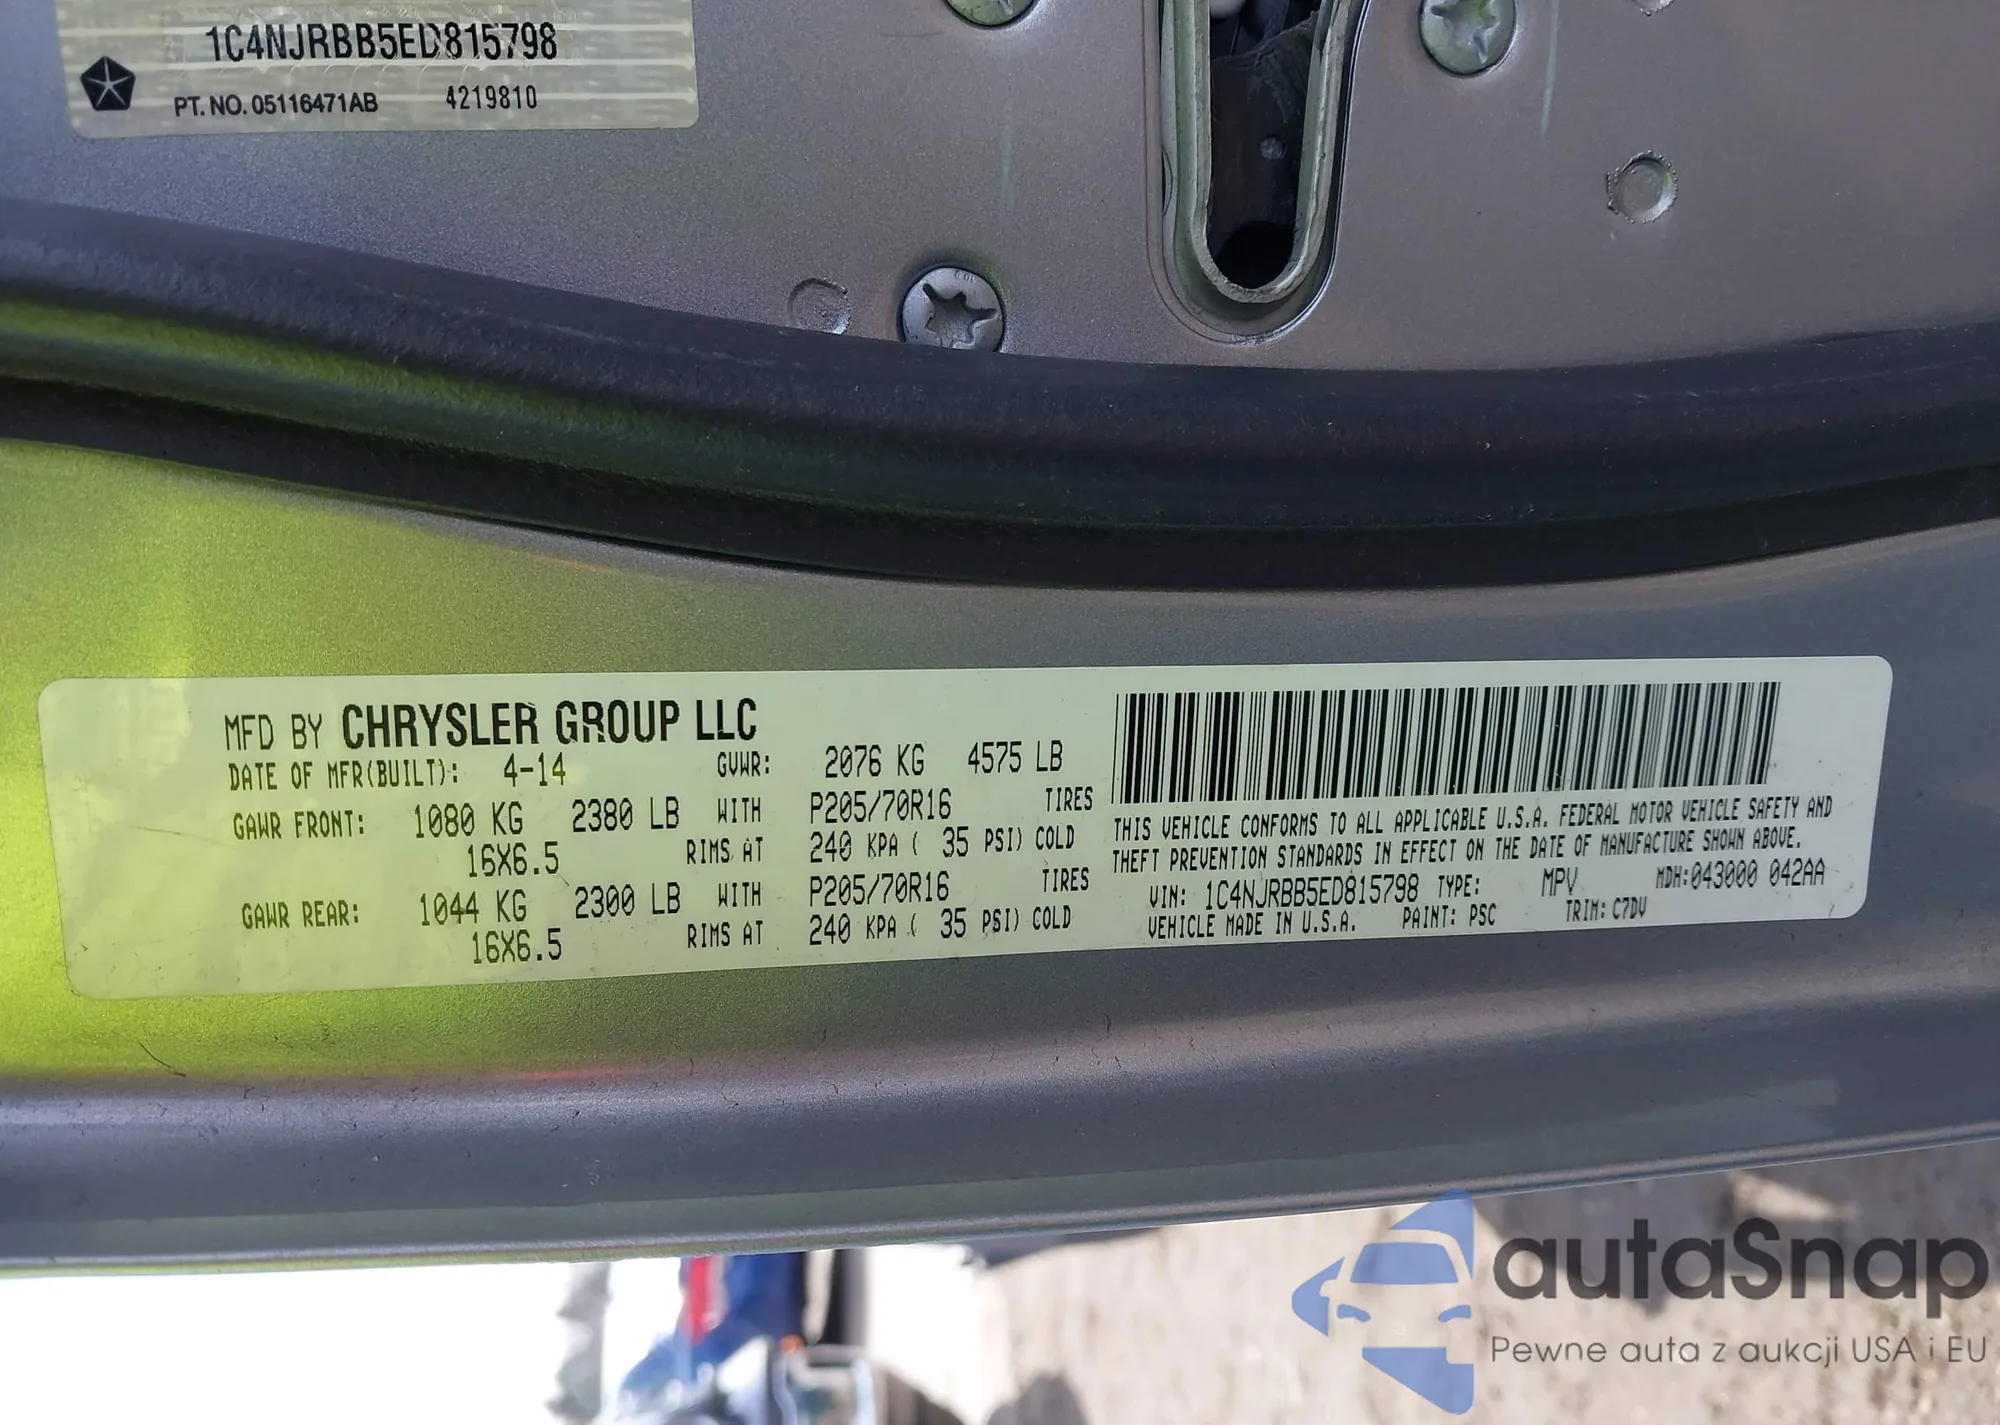 1C4NJRBB5ED815798
PT. NO. 05116471AB 4219810
MFD BY CHRYSLER GROUP LLC
DATE OF MFR(BUILT): 4-14 GVWR: 2076 KG 4575 LB
GAWR FRONT: 1080 KG 2380 LB WITH P205/70R16 TIRES
16X6.5 RIMS AT 240 KPA ( 35 PSI) COLD
GAWR REAR: 1044 KG 2300 LB WITH P205/70R16 TIRES
16X6.5 RIMS AT 240 KPA ( 35 PSI) COLD
THIS VEHICLE CONFORMS TO ALL APPLICABLE U.S.A. FEDERAL MOTOR VEHICLE SAFETY AND
THEFT PREVENTION STANDARDS IN EFFECT ON THE DATE OF MANUFACTURE SHOWN ABOVE.
VIN: 1C4NJRBB5ED815798 TYPE: MPV MDH:043000 042AA
VEHICLE MADE IN U.S.A. PAINT: PSC TRIM: C7DV
autoSnap
Pewne auta z aukcji USA i EU